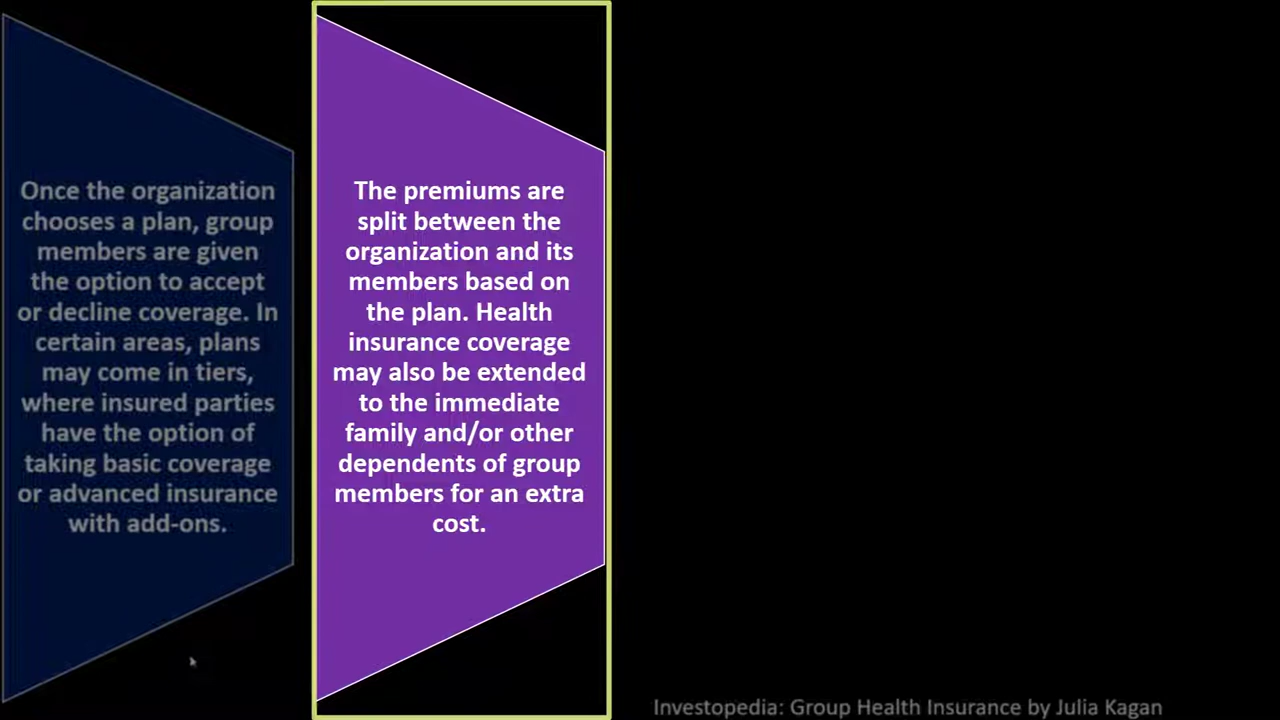 Once the organization
chooses a plan, group
members are given
the option to accept
or decline coverage. In
certain areas, plans
may come in tiers,
where insured parties
have the option of
taking basic coverage
or advanced insurance
with add-ons.
The premiums are
split between the
organization and its
members based on
the plan. Health
insurance coverage
may also be extended
to the immediate
family and/or other
dependents of group
members for an extra
cost.
Investopedia: Group Health Insurance by Julia Kagan